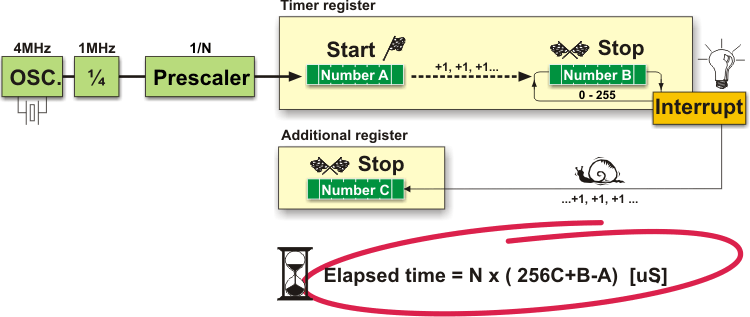 Timer register
4MHz 1MHz 1/N
OSC. ¼ Prescaler
Start Stop
Number A +1, +1, +1... Number B
0 - 255
Interrupt
Additional register
Stop
Number C
...+1, +1, +1 ...
Elapsed time = N x ( 256C+B-A) [uS]